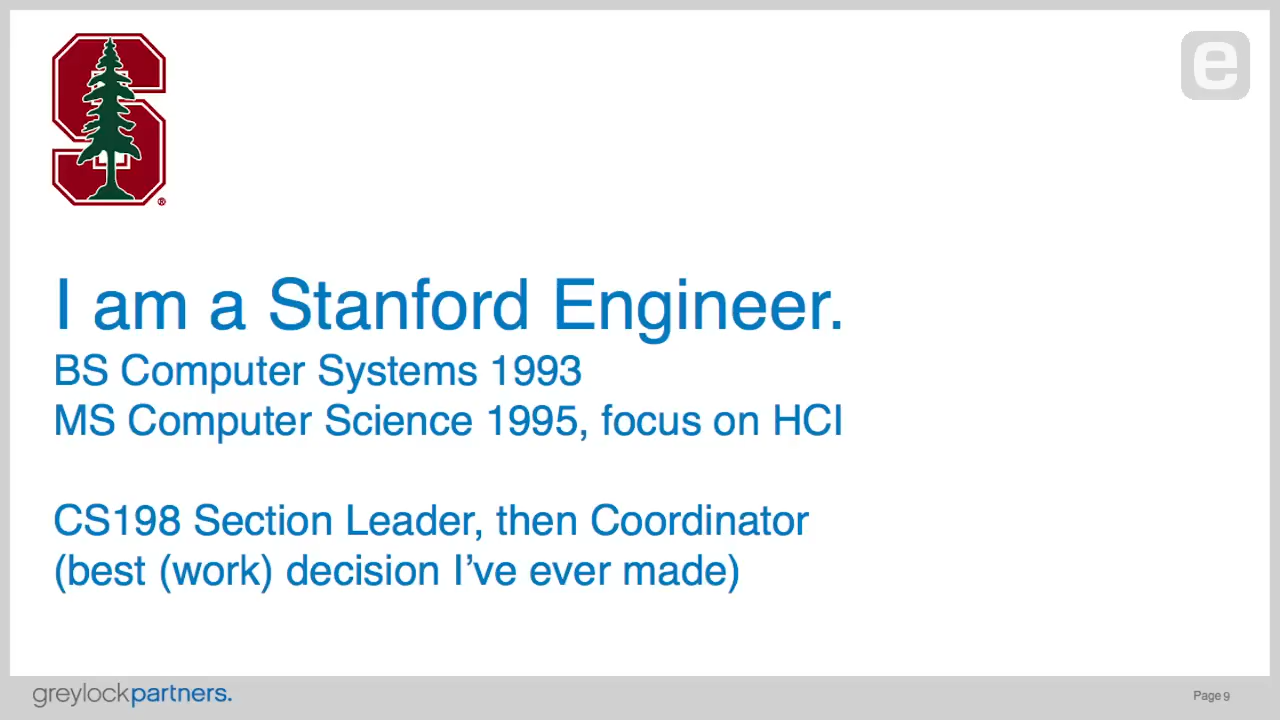 S
®
e
I am a Stanford Engineer.
BS Computer Systems 1993
MS Computer Science 1995, focus on HCI
CS198 Section Leader, then Coordinator
(best (work) decision I’ve ever made)
greylockpartners.
Page 9